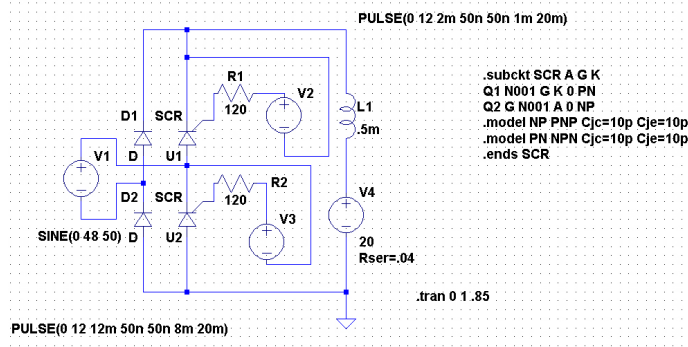 PULSE(0 12 2m 50n 50n 1m 20m)
R1
120
V2
D1
SCR
L1
.5m
.subckt SCR A G K
Q1 N001 G K 0 PN
Q2 G N001 A 0 NP
.model NP PNP Cjc=10p Cje=10p
.model PN NPN Cjc=10p Cje=10p
.ends SCR
V1
D
U1
D2
SCR
R2
120
V4
V3
SINE(0 48 50)
D
U2
20
Rser=.04
.tran 0 1 .85
PULSE(0 12 12m 50n 50n 8m 20m)